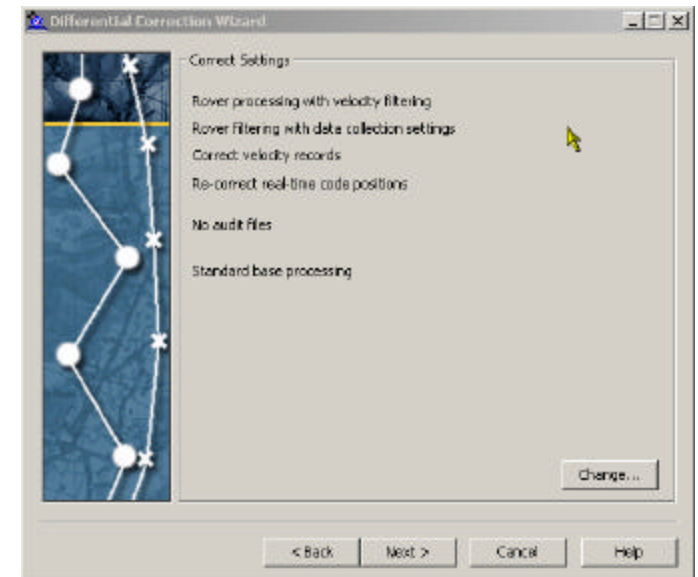 Differential Correction Wizard
Correct Settings
Rover processing with velocity filtering
Rover filtering with data collection settings
Correct velocity records
Re-correct real-time code positions
No audit files
Standard base processing
Change...
< Back Next > Cancel Help